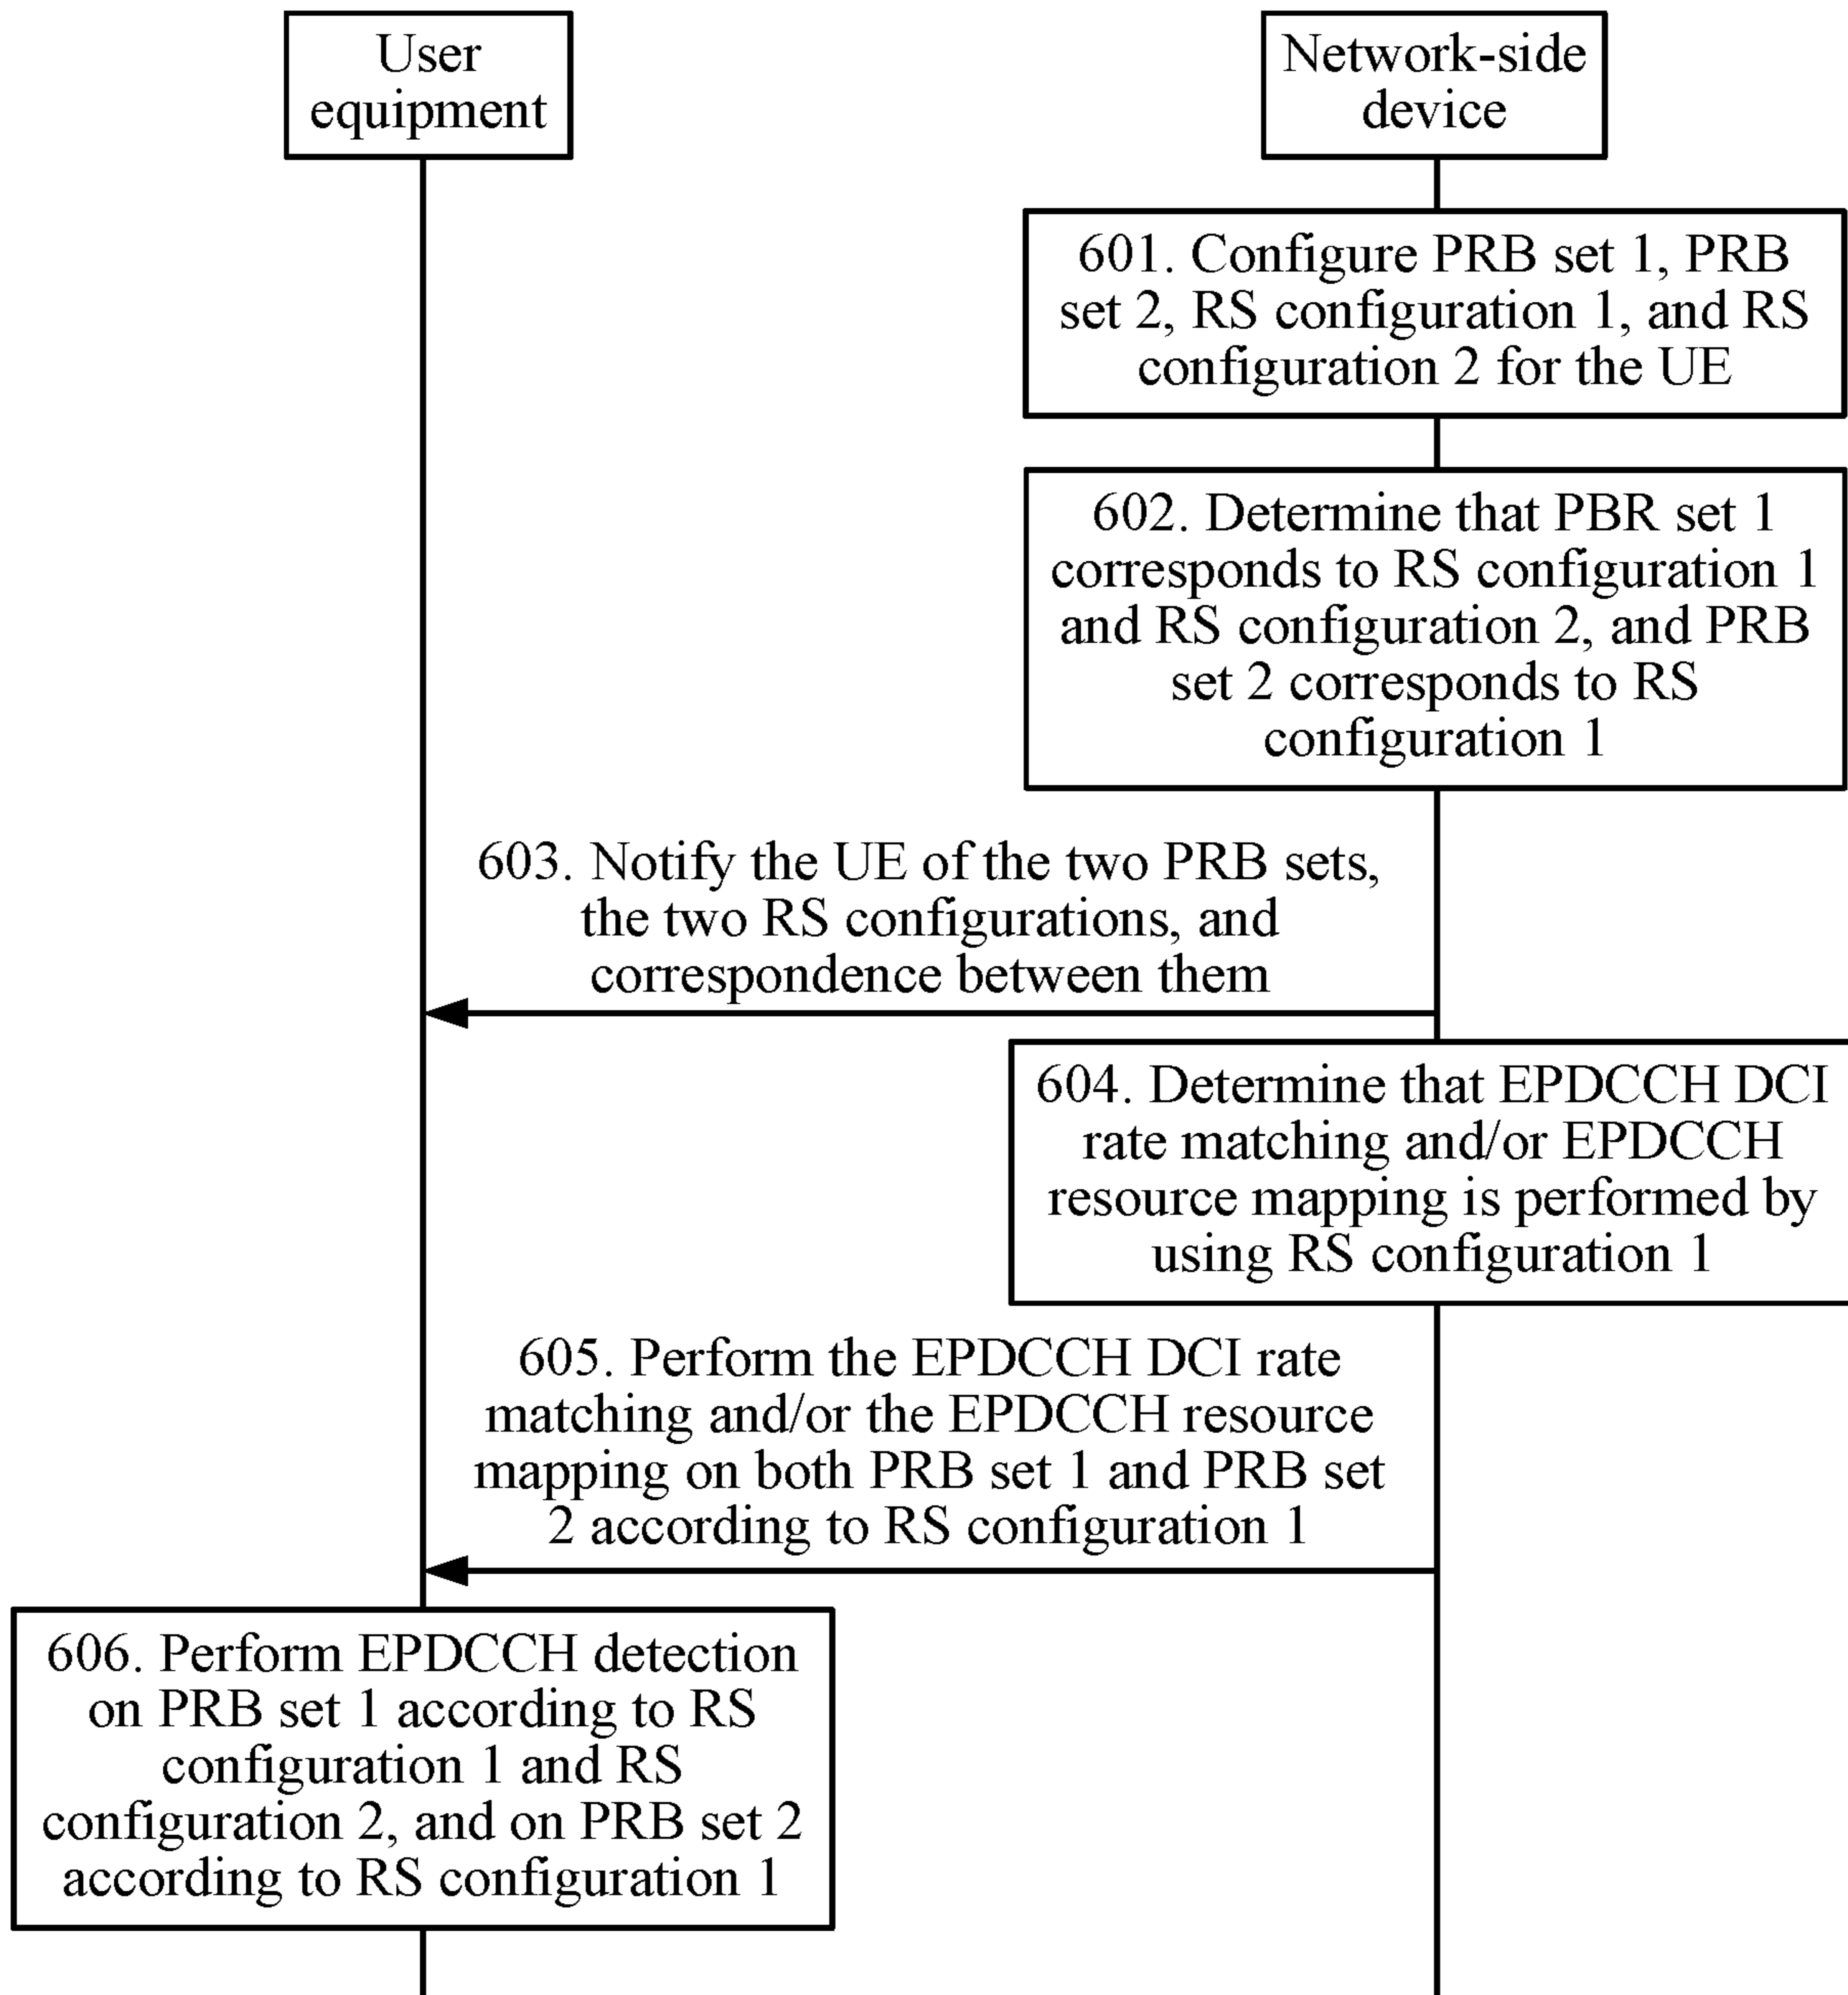 User
equipment
Network-side
device
601. Configure PRB set 1, PRB
set 2, RS configuration 1, and RS
configuration 2 for the UE
602. Determine that PBR set 1
corresponds to RS configuration 1
and RS configuration 2, and PRB
set 2 corresponds to RS
configuration 1
603. Notify the UE of the two PRB sets,
the two RS configurations, and
correspondence between them
604. Determine that EPDCCH DCI
rate matching and/or EPDCCH
resource mapping is performed by
using RS configuration 1
605. Perform the EPDCCH DCI rate
matching and/or the EPDCCH resource
mapping on both PRB set 1 and PRB set
2 according to RS configuration 1
606. Perform EPDCCH detection
on PRB set 1 according to RS
configuration 1 and RS
configuration 2, and on PRB set 2
according to RS configuration 1